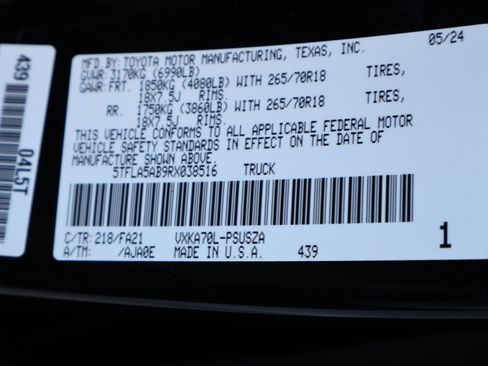 439
04L5T
MFD.BY: TOYOTA MOTOR MANUFACTURING, TEXAS, INC. 05/24
GVWR: 3170KG (6990LB)
GAWR: FRT. 1850KG (4080LB) WITH 265/70R18 TIRES,
18X7.5J RIMS.
RR. 1750KG (3860LB) WITH 265/70R18 TIRES,
18X7.5J RIMS.
THIS VEHICLE CONFORMS TO ALL APPLICABLE FEDERAL MOTOR
VEHICLE SAFETY STANDARDS IN EFFECT ON THE DATE OF
MANUFACTURE SHOWN ABOVE.
5TFLA5AB9RX038516 TRUCK
C/TR: 218/FA21 VXKA70L-PSUSZA
A/TM: /AJA0E MADE IN U.S.A. 439
1